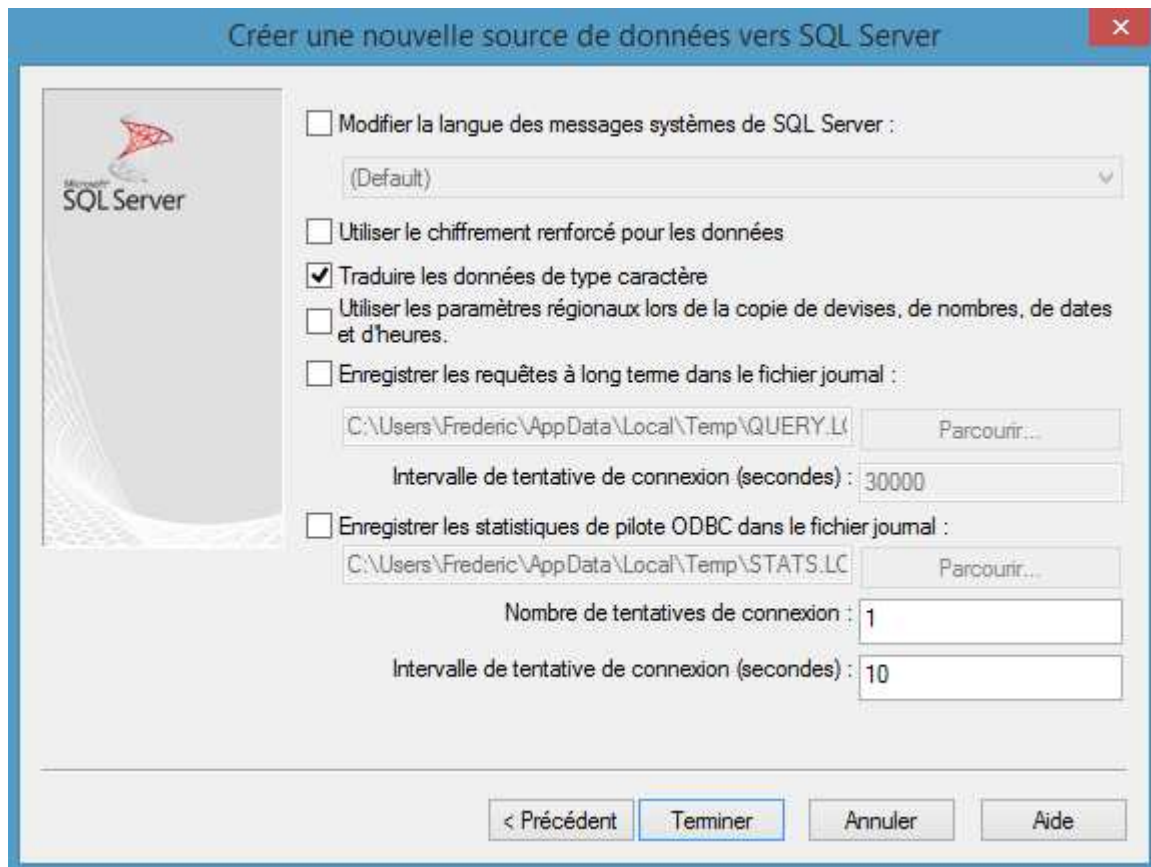 Créer une nouvelle source de données vers SQL Server
Microsoft
SQL Server
Modifier la langue des messages systèmes de SQL Server :
(Default)
Utiliser le chiffrement renforcé pour les données
Traduire les données de type caractère
Utiliser les paramètres régionaux lors de la copie de devises, de nombres, de dates
et d'heures.
Enregistrer les requêtes à long terme dans le fichier journal :
C:\Users\Frederic\AppData\Local\Temp\QUERY.LO
Parcourir...
Intervalle de tentative de connexion (secondes) :
30000
Enregistrer les statistiques de pilote ODBC dans le fichier journal :
C:\Users\Frederic\AppData\Local\Temp\STATS.LO
Parcourir...
Nombre de tentatives de connexion :
1
Intervalle de tentative de connexion (secondes) :
10
< Précédent
Terminer
Annuler
Aide